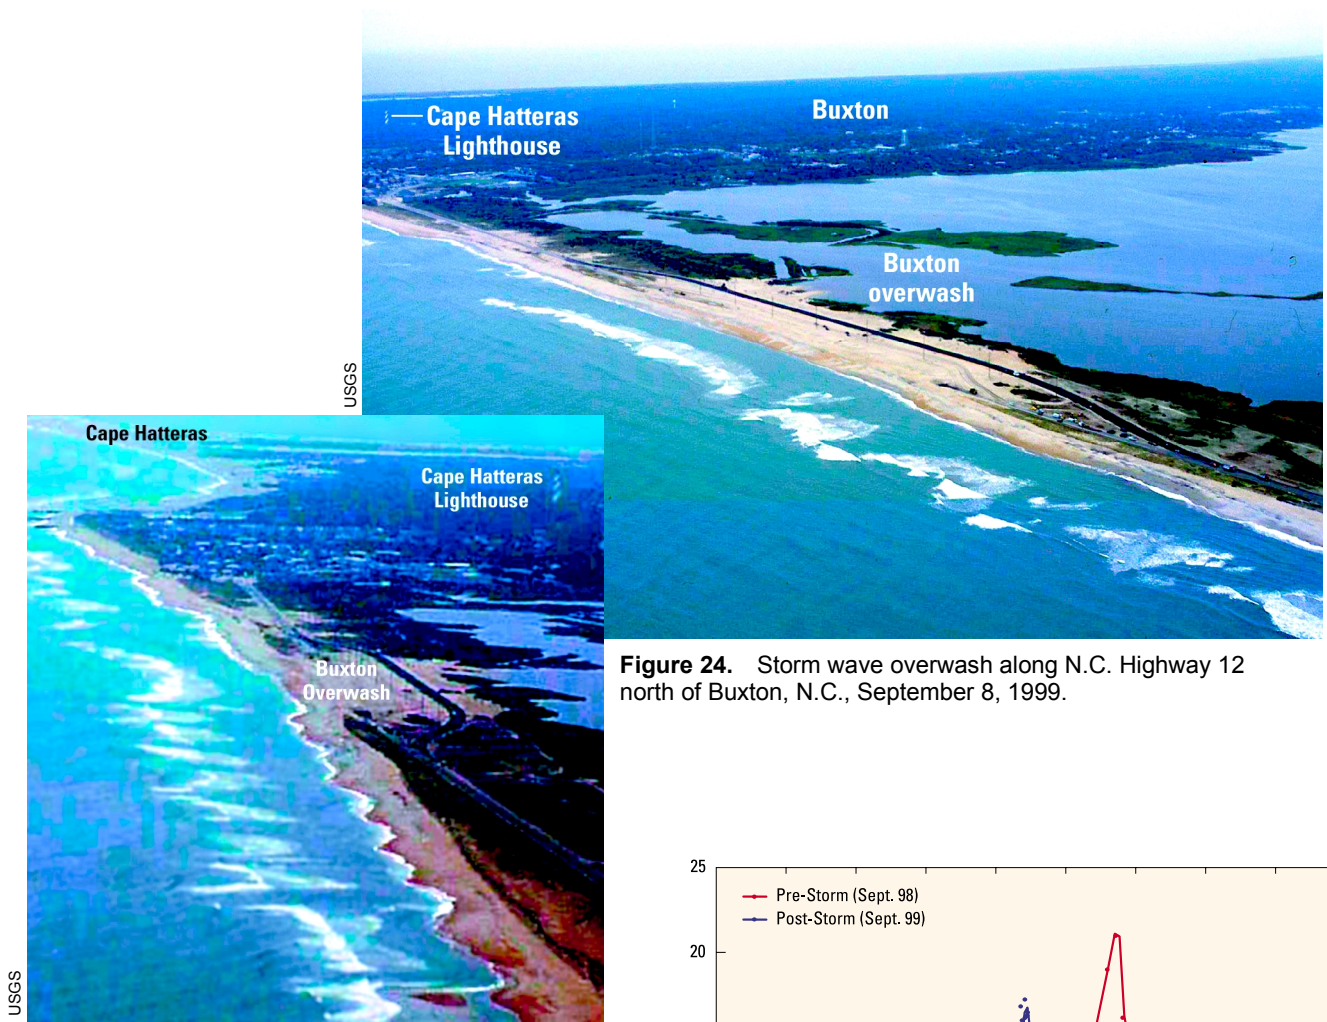 Cape Hatteras
Lighthouse
Buxton
Buxton
overwash
USGS
Cape Hatteras
Cape Hatteras
Lighthouse
Buxton
Overwash
USGS
Figure 24. Storm wave overwash along N.C. Highway 12
north of Buxton, N.C., September 8, 1999.
25
Pre-Storm (Sept. 98)
Post-Storm (Sept. 99)
20